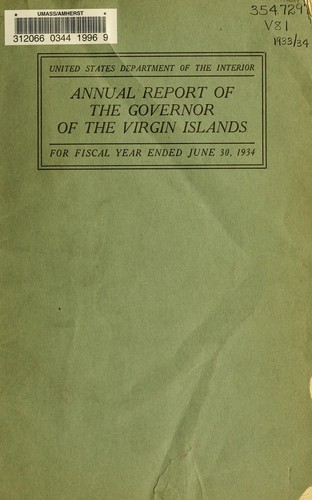 UMASS/AMHERST
312066 0344 1996 9
V81
1933/34
UNITED STATES DEPARTMENT OF THE INTERIOR
ANNUAL REPORT OF
THE GOVERNOR
OF THE VIRGIN ISLANDS
FOR FISCAL YEAR ENDED JUNE 30, 1934